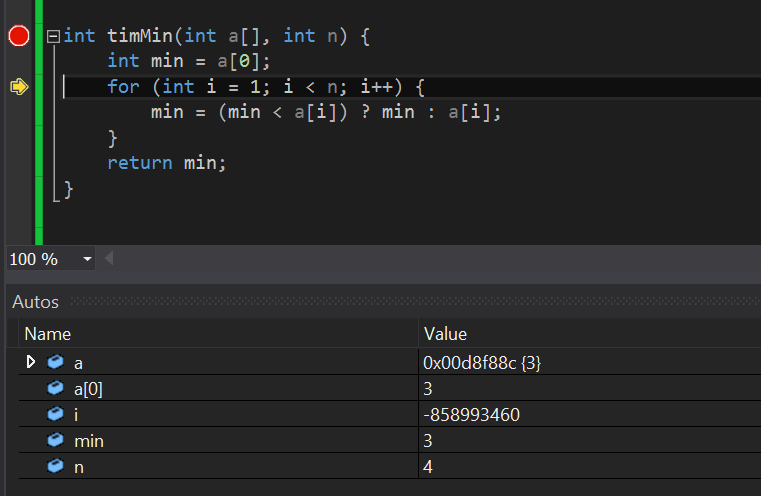 int timMin(int a[], int n) {
int min = a[0];
for (int i = 1; i < n; i++) {
min = (min < a[i]) ? min : a[i];
}
return min;
}
100 %
Autos
Name Value
a 0x00d8f88c {3}
a[0] 3
i -858993460
min 3
n 4